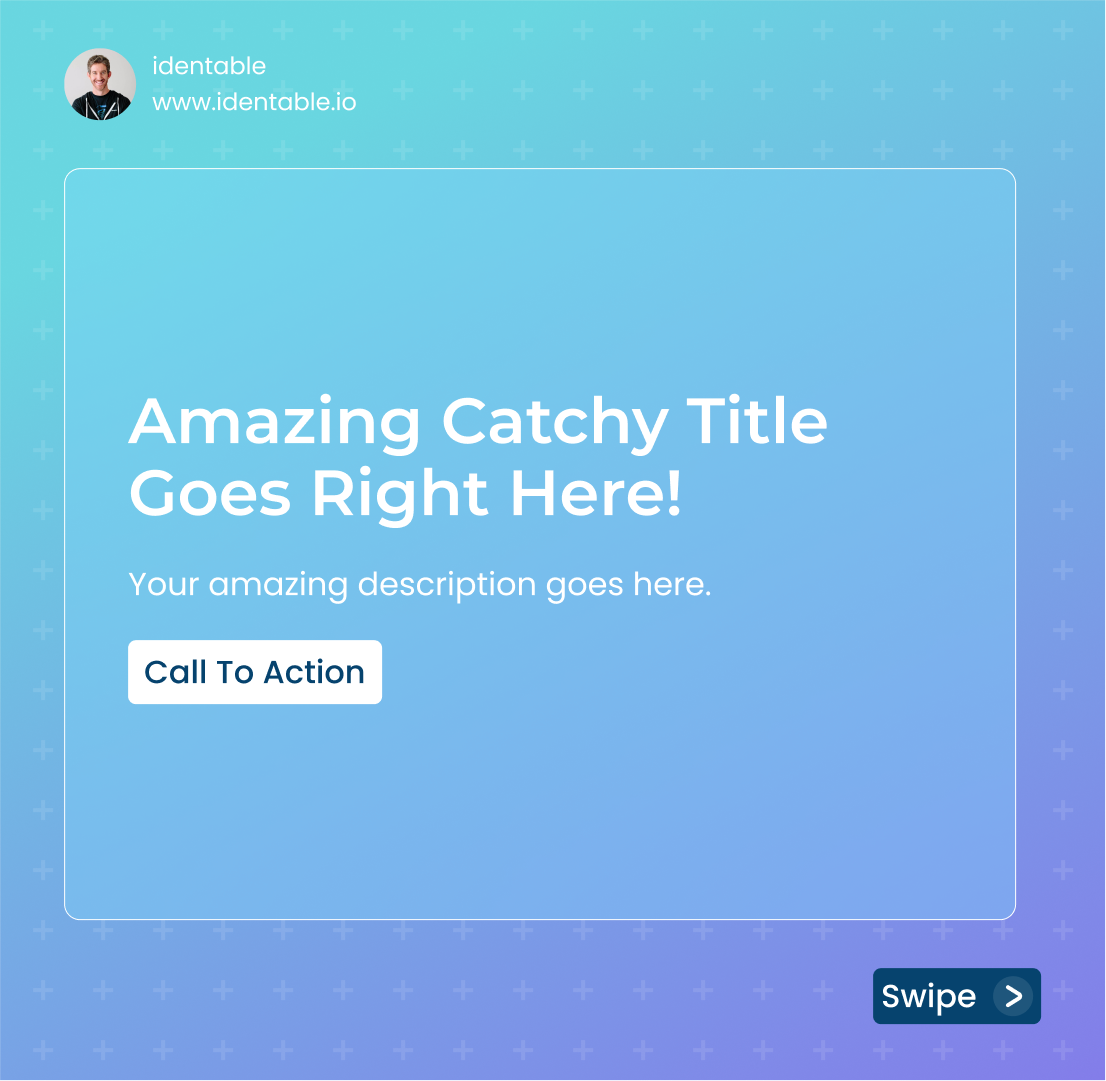 identable
www.identable.io
Amazing Catchy Title
Goes Right Here!
Your amazing description goes here.
Call To Action
Swipe